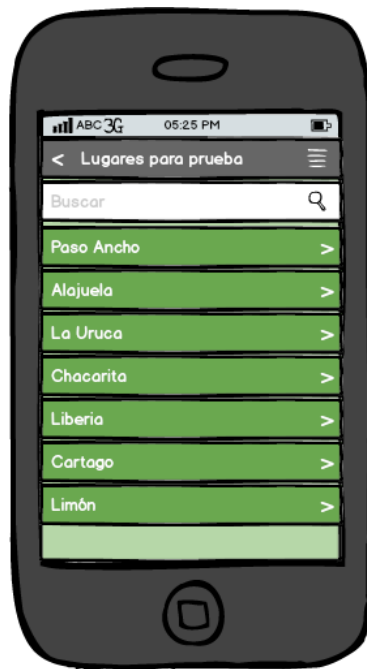 ABC 3G 05:25 PM
< Lugares para prueba
Buscar
Paso Ancho >
Alajuela >
La Uruca >
Chacarita >
Liberia >
Cartago >
Limón >